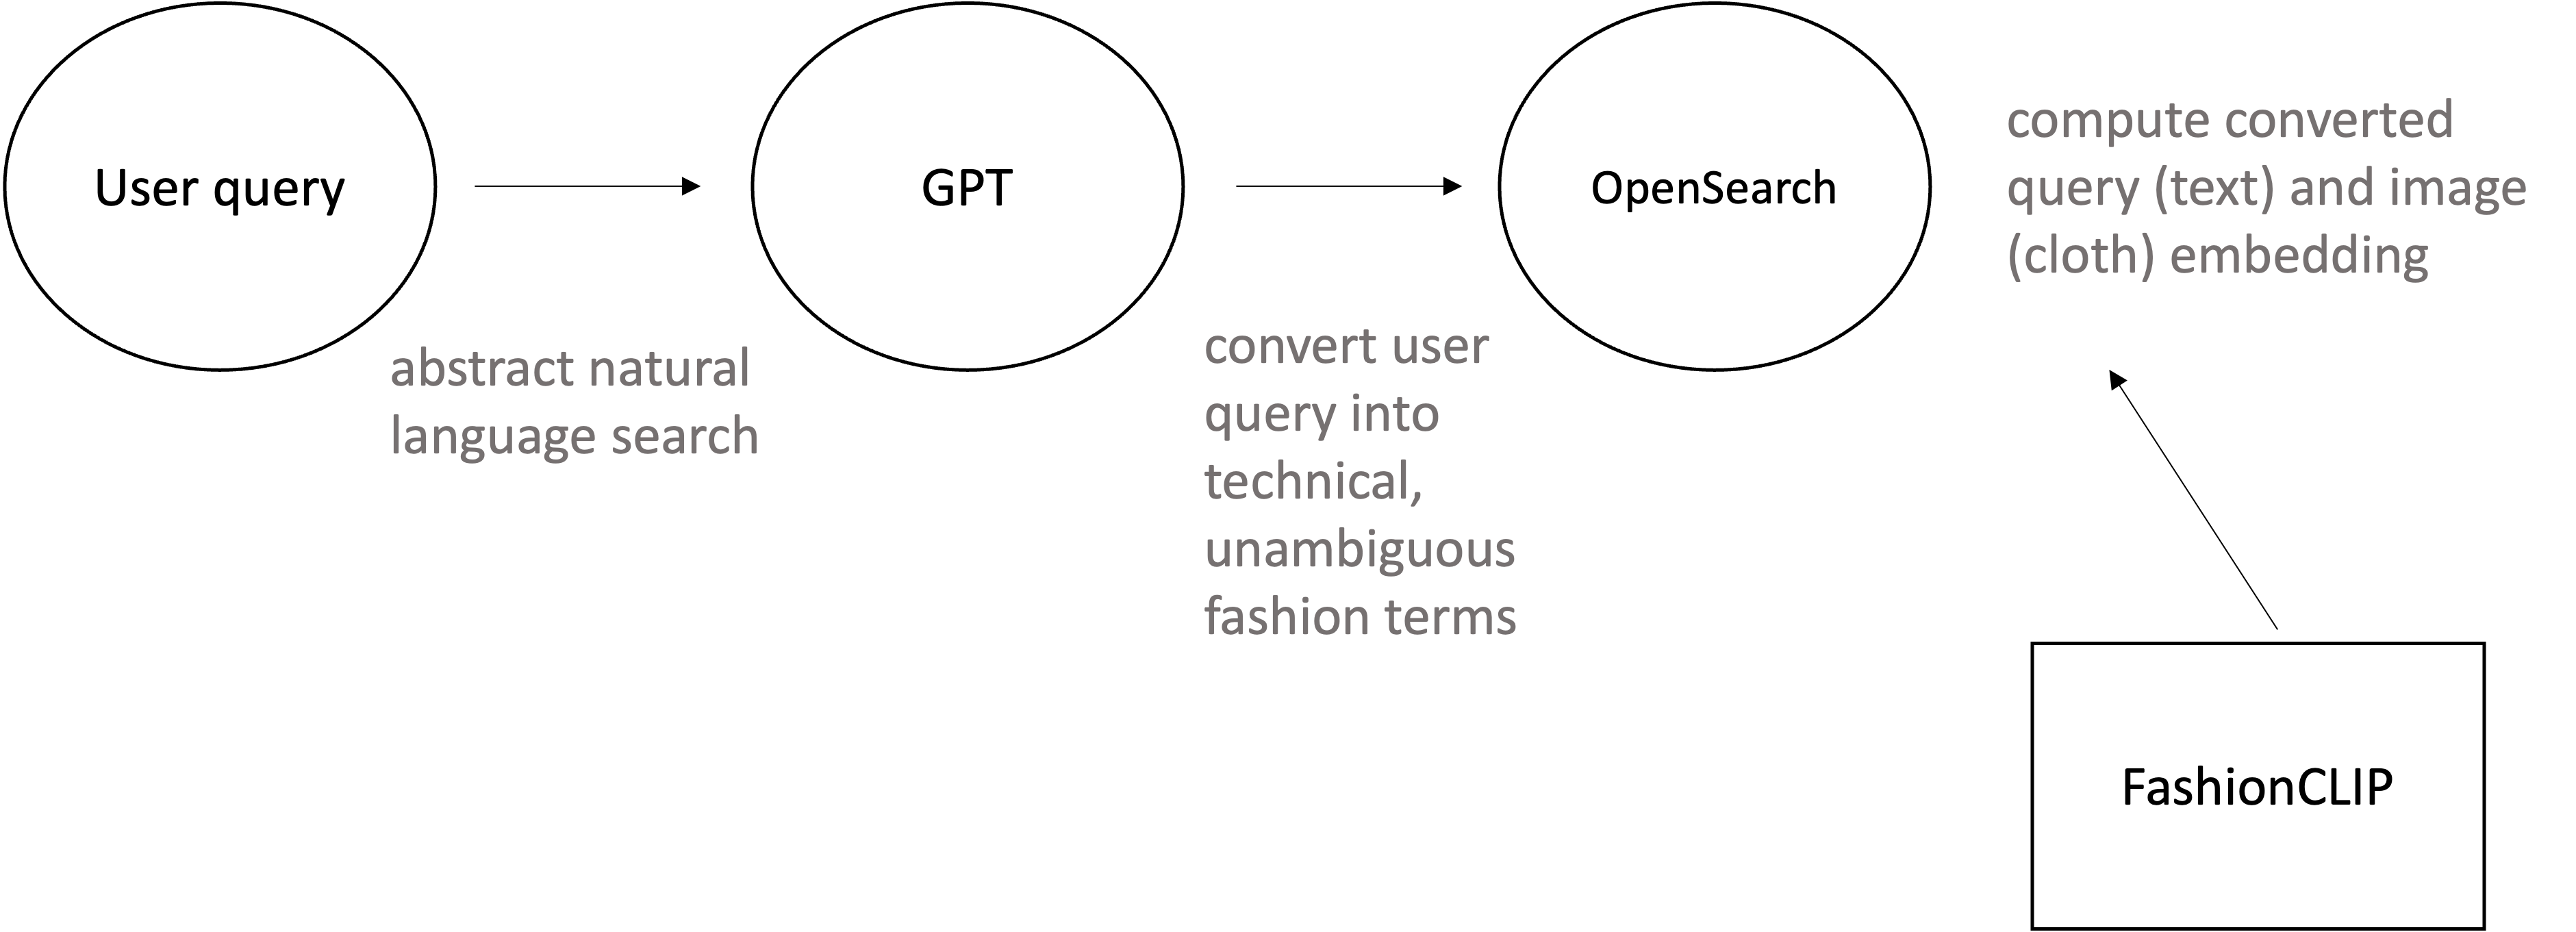 User query
GPT
OpenSearch
compute converted
query (text) and image
(cloth) embedding
abstract natural
language search
convert user
query into
technical,
unambiguous
fashion terms
FashionCLIP